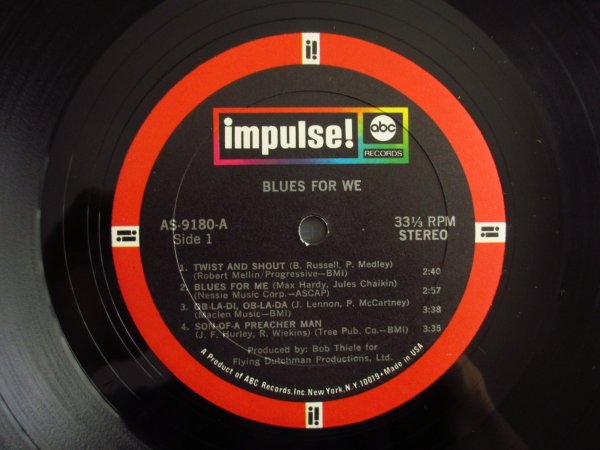 i!
impulse! abc RECORDS
BLUES FOR WE
AS-9180-A 33⅓ RPM
Side 1 STEREO
i!
i!
1. TWIST AND SHOUT (B. Russell, P. Medley)
(Robert Mellin/Progressive—BMI) 2:40
2. BLUES FOR ME (Max Hardy, Jules Chaikin)
(Nessie Music Corp.—ASCAP) 2:57
3. OB-LA-DI, OB-LA-DA (J. Lennon, P. McCartney)
(Maclen Music—BMI) 3:38
4. SON-OF-A PREACHER MAN
(J. F. Hurley, R. Wiekins) (Tree Pub. Co.—BMI) 3:35
Produced by: Bob Thiele for
Flying Dutchman Productions, Ltd.
A Product of ABC Records, Inc. New York, N.Y. 10019 • Made in USA
i!